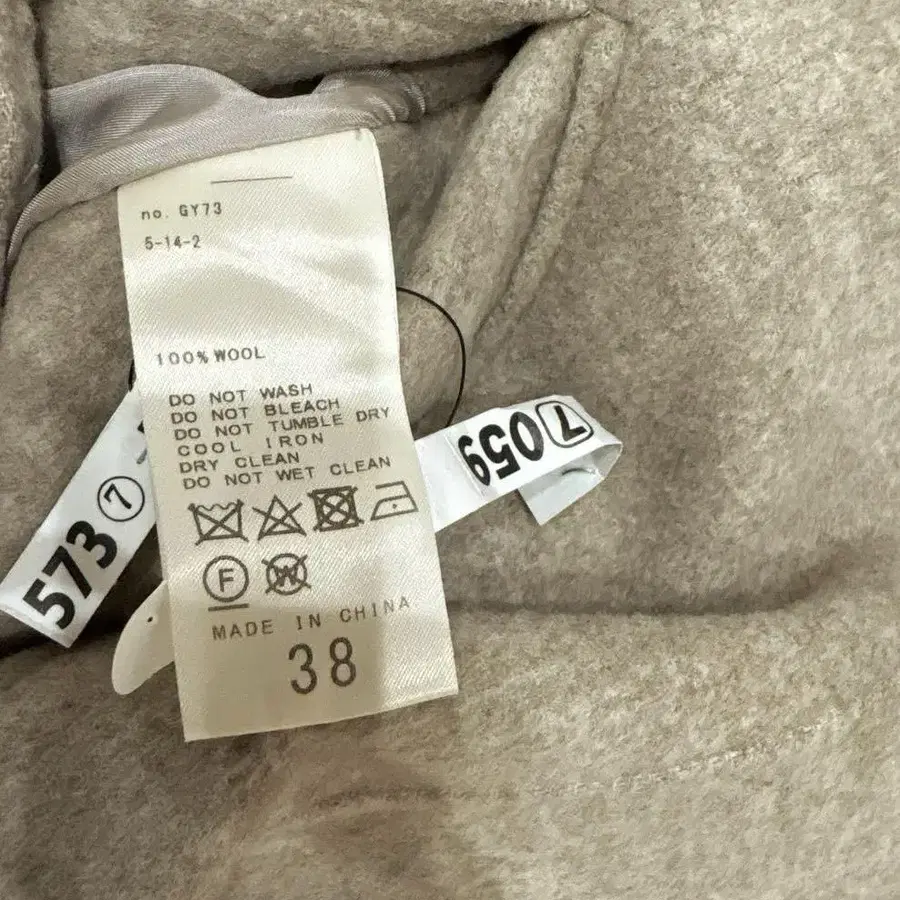 no. GY73
5-14-2
100% WOOL
DO NOT WASH
DO NOT BLEACH
DO NOT TUMBLE DRY
COOL IRON
DRY CLEAN
DO NOT WET CLEAN
F W
MADE IN CHINA
38
573 ⑦
7 059